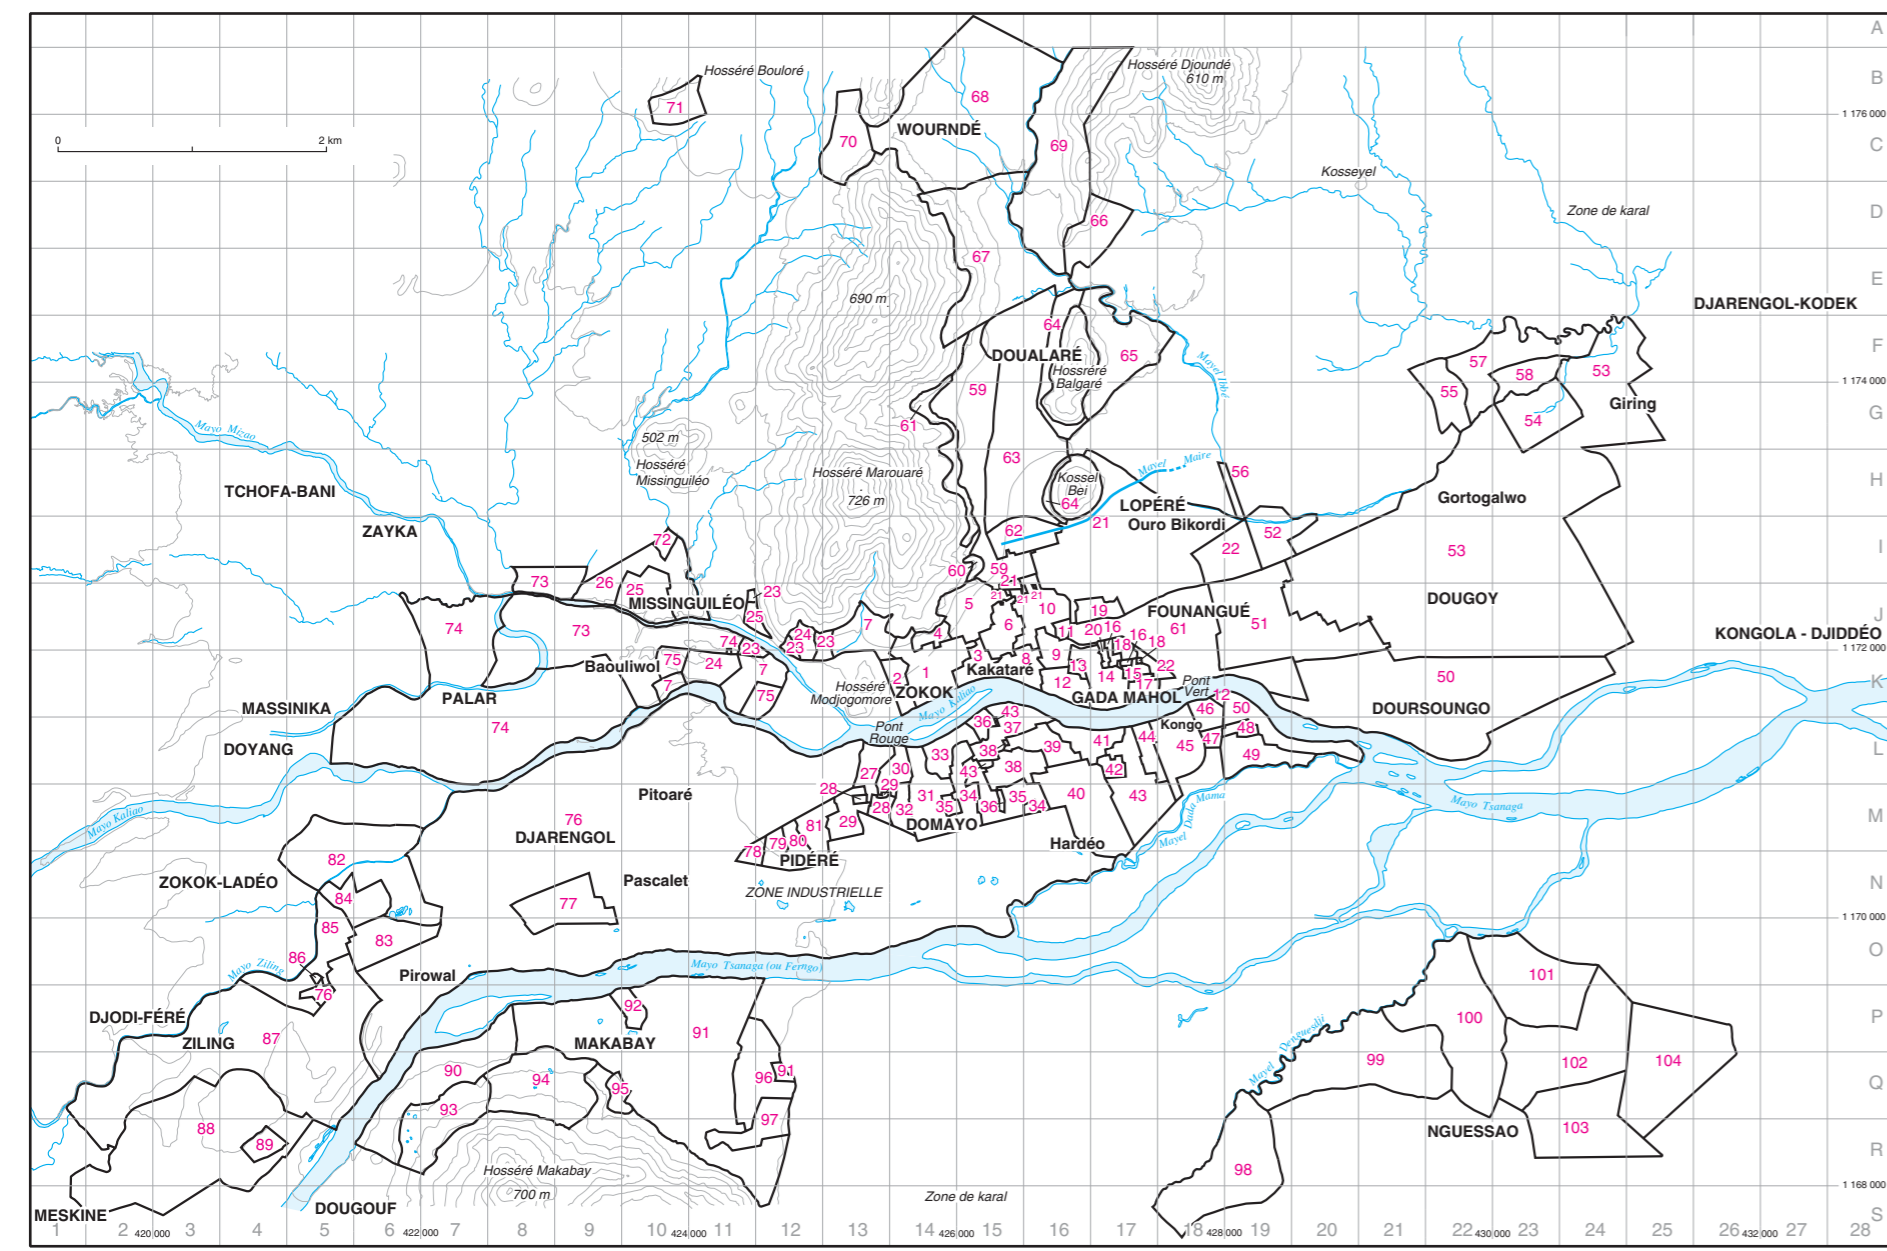 A
Hosséré Bouloré
Hosséré Djoundé
610 m
B
68
71
1 176 000
WOURNDÉ
0
2 km
70
69
C
Kosseyel
66
Zone de karal
D
67
E
690 m
DJARENGOL-KODEK
64
DOUALARÉ
65
F
57
Hossréré
Balgaré
Mayel Ibbé
58
53
59
55
1 174 000
Giring
G
61
54
Mayo Mizao
502 m
63
Hosséré
Missinguiléo
Hosséré Marouaré
726 m
Kossel
Bei
64
Mayel Maire
56
H
TCHOFA-BANI
Gortogalwo
LOPÉRÉ
Ouro Bikordi
21
ZAYKA
62
52
72
22
53
I
60
59
73
26
25
21
23
21
21
21
MISSINGUILÉO
5
10
19
FOUNANGUÉ
DOUGOY
J
25
74
73
7
6
11
20
16
61
51
24
4
16
18
18
KONGOLA - DJIDDÉO
74
23
23
23
1 172 000
Baouliwol
75
24
7
3
8
9
13
22
Kakataré
1
2
14
15
50
K
7
75
Hosséré
Modjogomore
ZOKOK
12
17
Pont
Vert
PALAR
GADA MAHOL
12
MASSINIKA
Mayo Kaliao
46
50
DOURSOUNGO
74
43
36
37
Kongo
48
DOYANG
Pont
Rouge
39
41
44
45
47
49
L
33
38
27
30
43
38
42
Pitoaré
28
29
40
43
31
34
35
Mayel Dada Mama
Mayo Tsanaga
28
32
35
36
34
Mayo Kaliao
76
DJARENGOL
81
29
DOMAYO
M
79
80
Hardéo
78
PIDÉRÉ
82
ZOKOK-LADÉO
Pascalet
ZONE INDUSTRIELLE
N
84
77
1 170 000
85
83
86
Mayo Ziling
Pirowal
Mayo Tsanaga (ou Ferngo)
O
101
76
92
DJODI-FÉRÉ
P
100
91
ZILING
87
MAKABAY
Mayel Denguesdji
99
102
104
90
94
95
96
91
Q
93
97
88
103
NGUESSAO
89
R
98
Hosséré Makabay
700 m
1 168 000
Zone de karal
DOUGOUF
MESKINE
S
1 2 420 000 3 4 5 6 422 000 7 8 9 10 424 000 11 12 13 14 426 000 15 16 17 18 428 000 19 20 21 22 430 000 23 24 25 26 432 000 27 28